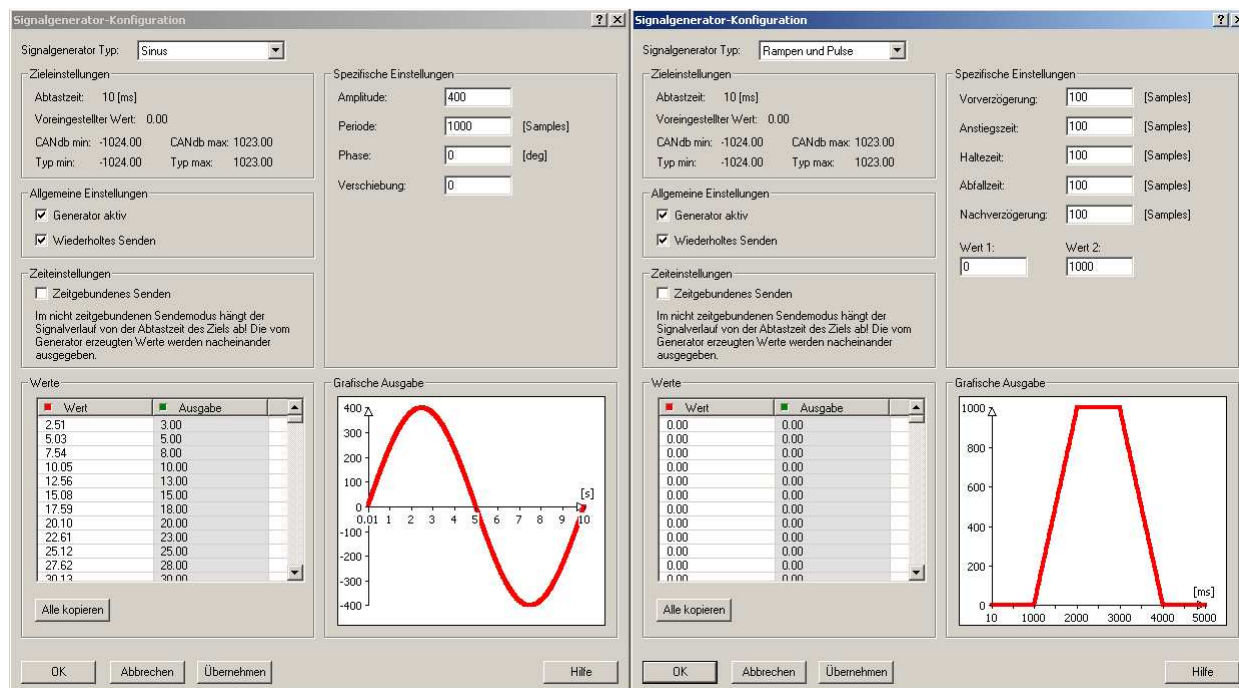 Signalgenerator-Konfiguration
Signalgenerator Typ: Sinus
Zieleinstellungen
Abtastzeit: 10 [ms]
Voreingestellter Wert: 0.00
CANdb min: -1024.00 CANdb max: 1023.00
Typ min: -1024.00 Typ max: 1023.00
Allgemeine Einstellungen
Generator aktiv
Wiederholtes Senden
Zeiteinstellungen
Zeitgebundenes Senden
Im nicht zeitgebundenen Sendemodus hängt der
Signalverlauf von der Abtastzeit des Ziels ab! Die vom
Generator erzeugten Werte werden nacheinander
ausgegeben.
Spezifische Einstellungen
Amplitude: 400
Periode: 1000 [Samples]
Phase: 0 [deg]
Verschiebung: 0
Werte
Wert Ausgabe
2.51 3.00
5.03 5.00
7.54 8.00
10.05 10.00
12.56 13.00
15.08 15.00
17.59 18.00
20.10 20.00
22.61 23.00
25.12 25.00
27.62 28.00
30.13 30.00
Alle kopieren
Grafische Ausgabe
400
300
200
100
0
-100
-200
-300
-400
[s]
0.01 1 2 3 4 5 6 7 8 9 10
OK Abbrechen Übernehmen Hilfe
Signalgenerator-Konfiguration
Signalgenerator Typ: Rampen und Pulse
Zieleinstellungen
Abtastzeit: 10 [ms]
Voreingestellter Wert: 0.00
CANdb min: -1024.00 CANdb max: 1023.00
Typ min: -1024.00 Typ max: 1023.00
Allgemeine Einstellungen
Generator aktiv
Wiederholtes Senden
Zeiteinstellungen
Zeitgebundenes Senden
Im nicht zeitgebundenen Sendemodus hängt der
Signalverlauf von der Abtastzeit des Ziels ab! Die vom
Generator erzeugten Werte werden nacheinander
ausgegeben.
Spezifische Einstellungen
Vorverzögerung: 100 [Samples]
Anstiegszeit: 100 [Samples]
Haltezeit: 100 [Samples]
Abfallzeit: 100 [Samples]
Nachverzögerung: 100 [Samples]
Wert 1: Wert 2:
0 1000
Werte
Wert Ausgabe
0.00 0.00
0.00 0.00
0.00 0.00
0.00 0.00
0.00 0.00
0.00 0.00
0.00 0.00
0.00 0.00
0.00 0.00
0.00 0.00
0.00 0.00
0.00 0.00
Alle kopieren
Grafische Ausgabe
1000
800
600
400
200
0
[ms]
10 1000 2000 3000 4000 5000
OK Abbrechen Übernehmen Hilfe